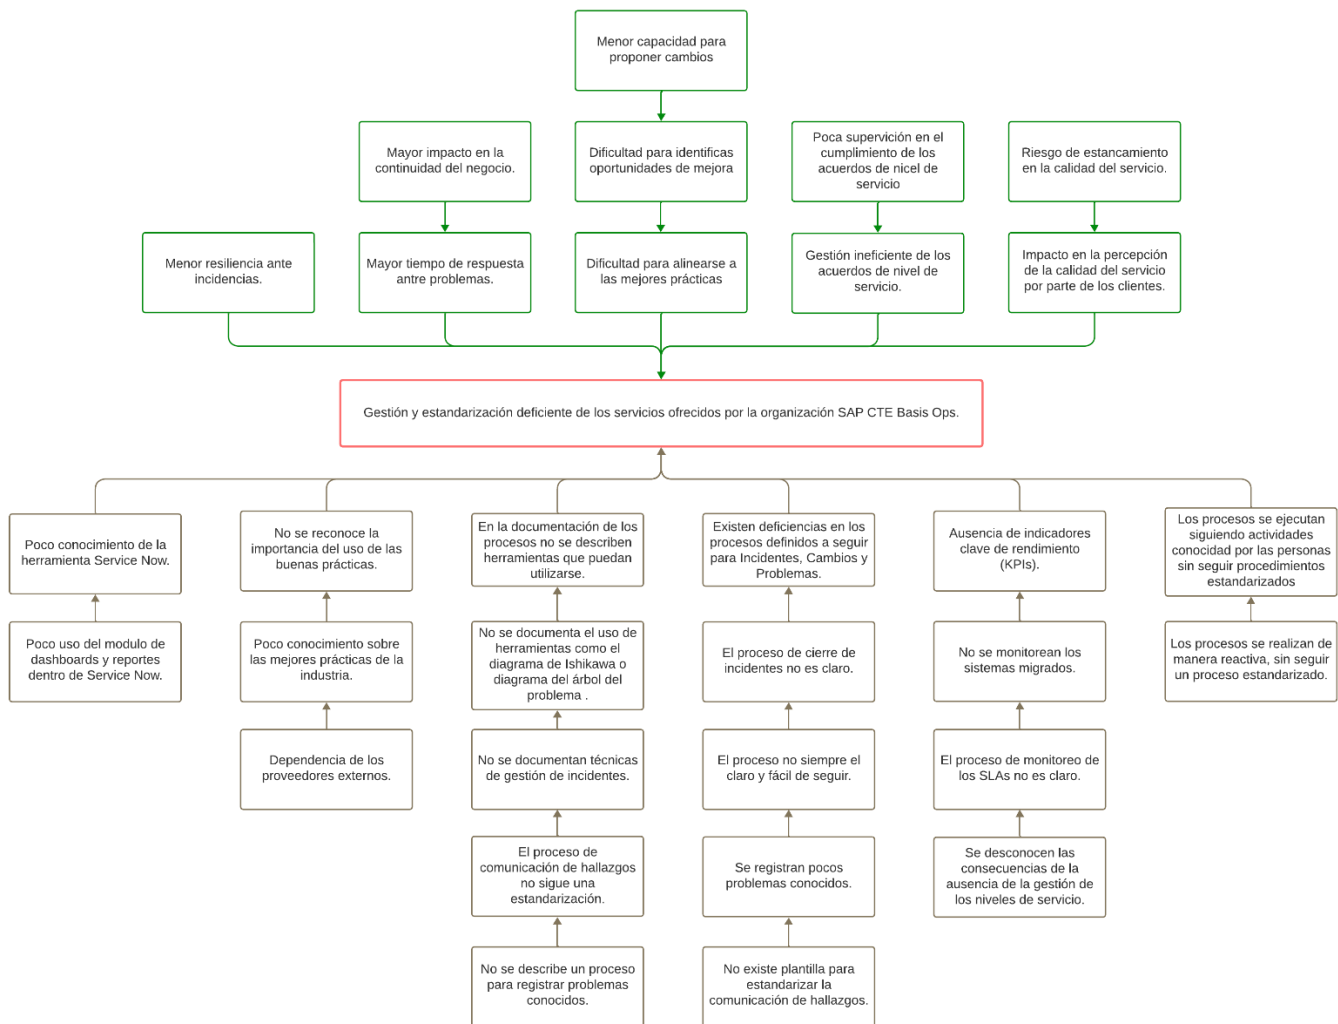 Menor capacidad para
proponer cambios
Mayor impacto en la
continuidad del negocio.
Dificultad para identificas
oportunidades de mejora
Poca supervición en el
cumplimiento de los
acuerdos de nicel de
servicio
Riesgo de estancamiento
en la calidad del servicio.
Menor resiliencia ante
incidencias.
Mayor tiempo de respuesta
antre problemas.
Dificultad para alinearse a
las mejores prácticas
Gestión ineficiente de los
acuerdos de nivel de
servicio.
Impacto en la percepción
de la calidad del servicio
por parte de los clientes.
Gestión y estandarización deficiente de los servicios ofrecidos por la organización SAP CTE Basis Ops.
Poco conocimiento de la
herramienta Service Now.
No se reconoce la
importancia del uso de las
buenas prácticas.
En la documentación de los
procesos no se describen
herramientas que puedan
utilizarse.
Existen deficiencias en los
procesos definidos a seguir
para Incidentes, Cambios y
Problemas.
Ausencia de indicadores
clave de rendimiento
(KPIs).
Los procesos se ejecutan
siguiendo actividades
conocidad por las personas
sin seguir procedimientos
estandarizados
Poco uso del modulo de
dashboards y reportes
dentro de Service Now.
Poco conocimiento sobre
las mejores prácticas de la
industria.
No se documenta el uso de
herramientas como el
diagrama de Ishikawa o
diagrama del árbol del
problema .
El proceso de cierre de
incidentes no es claro.
No se monitorean los
sistemas migrados.
Los procesos se realizan de
manera reactiva, sin seguir
un proceso estandarizado.
Dependencia de los
proveedores externos.
No se documentan técnicas
de gestión de incidentes.
El proceso no siempre el
claro y fácil de seguir.
El proceso de monitoreo de
los SLAs no es claro.
El proceso de
comunicación de hallazgos
no sigue una
estandarización.
Se registran pocos
problemas conocidos.
Se desconocen las
consecuencias de la
ausencia de la gestión de
los niveles de servicio.
No se describe un proceso
para registrar problemas
conocidos.
No existe plantilla para
estandarizar la
comunicación de hallazgos.